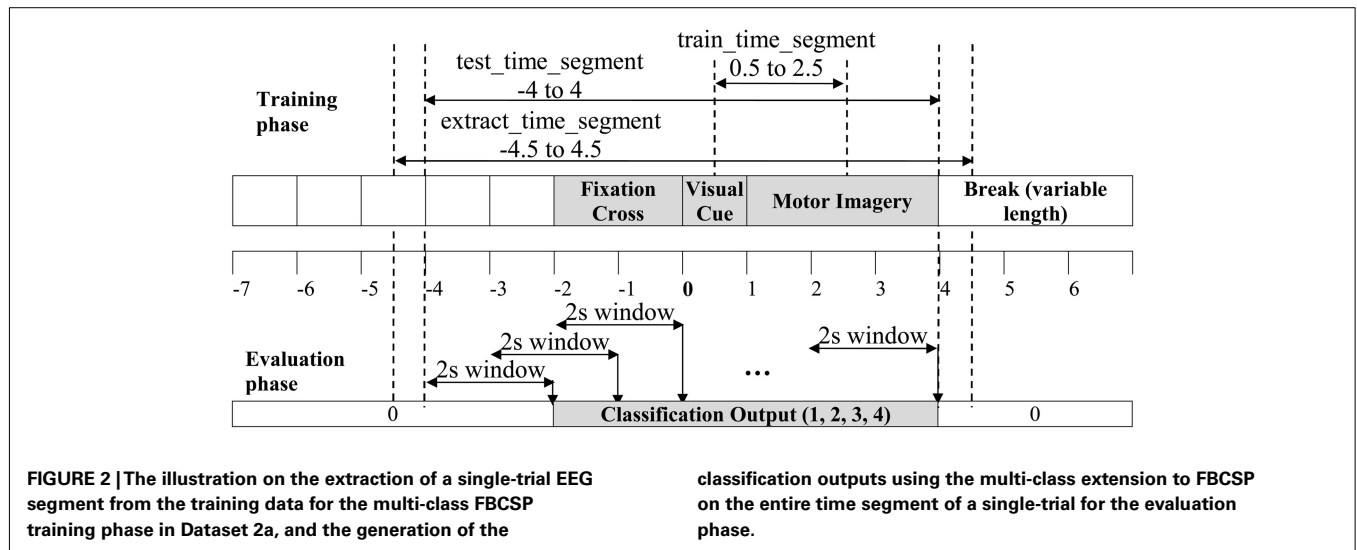 train_time_segment
0.5 to 2.5
test_time_segment
-4 to 4
Training
phase
extract_time_segment
-4.5 to 4.5
Fixation
Cross
Visual
Cue
Motor Imagery
Break (variable
length)
-7 -6 -5 -4 -3 -2 -1 0 1 2 3 4 5 6
2s window
2s window
2s window
2s window
...
Evaluation
phase
0 Classification Output (1, 2, 3, 4) 0
FIGURE 2 | The illustration on the extraction of a single-trial EEG
segment from the training data for the multi-class FBCSP
training phase in Dataset 2a, and the generation of the
classification outputs using the multi-class extension to FBCSP
on the entire time segment of a single-trial for the evaluation
phase.